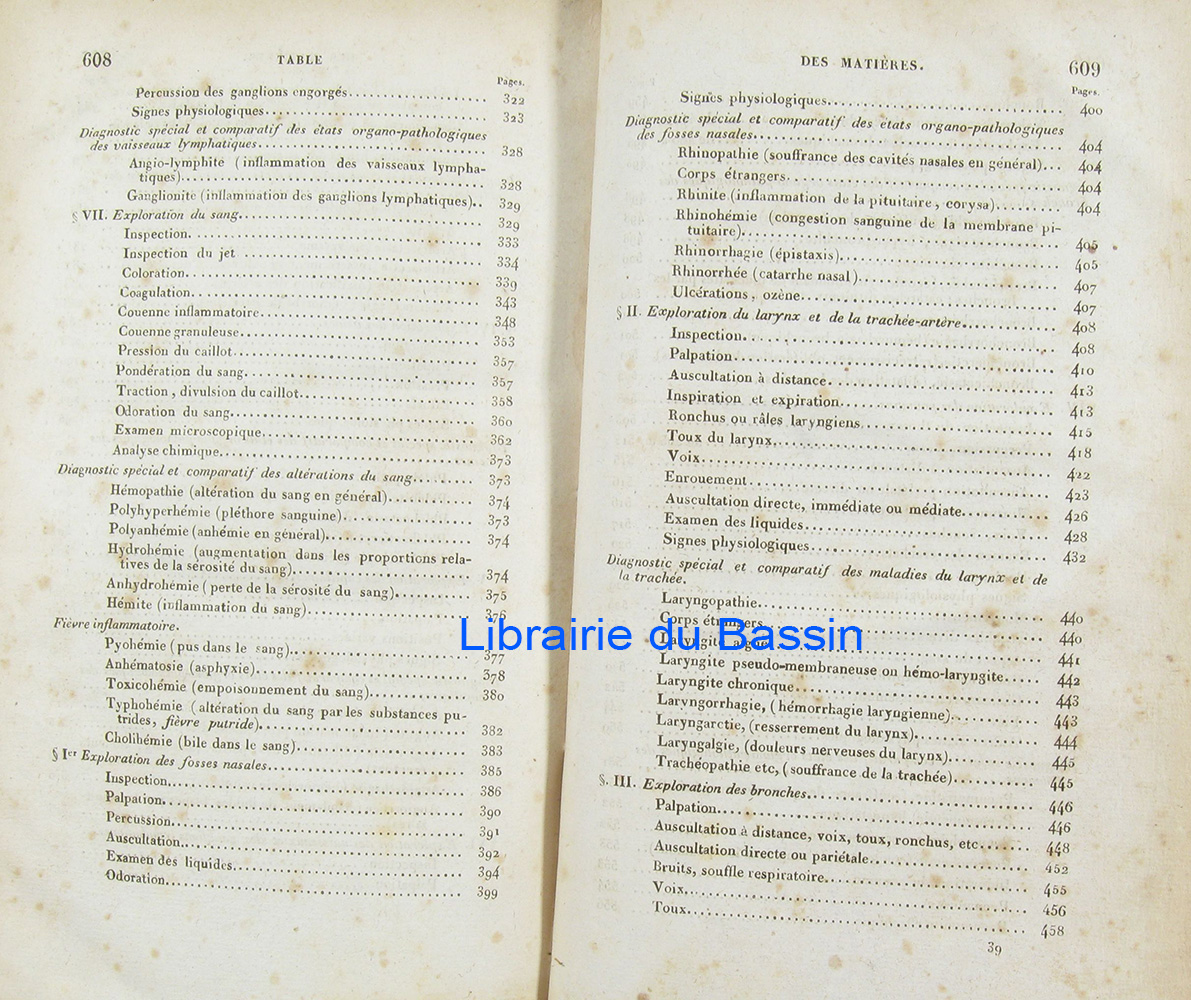 608 TABLE
Pages.
Percussion des ganglions engorgés.................. 322
Signes physiologiques.................. 323
Diagnostic spécial et comparatif des états organo-pathologiques
des vaisseaux lymphatiques.................. 328
Angio-lymphite (inflammation des vaisseaux lympha-
tiques).................. 328
Ganglionite (inflammation des ganglions lymphatiques).. 329
§ VII. Exploration du sang.................. 329
Inspection.................. 333
Inspection du jet .................. 334
Coloration.................. 339
Coagulation.................. 343
Couenne inflammatoire.................. 348
Couenne granuleuse.................. 353
Pression du caillot.................. 357
Pondération du sang.................. 357
Traction, divulsion du caillot.................. 358
Odoration du sang.................. 360
Examen microscopique.................. 362
Analyse chimique.................. 373
Diagnostic spécial et comparatif des altérations du sang......... 373
Hémopathie (altération du sang en général)............ 374
Polyhyperhémie (pléthore sanguine).................. 373
Polyanhémie (anhémie en général).................. 374
Hydrohémie (augmentation dans les proportions rela-
tives de la sérosité du sang).................. 374
Anhydrohémie (perte de la sérosité du sang).......... 375
Hémite (inflammation du sang).................. 376
Fièvre inflammatoire.
Pyohémie (pus dans le sang).................. 377
Anhématosie (asphyxie).................. 378
Toxicohémie (empoisonnement du sang)............ 380
Typhohémie (altération du sang par les substances pu-
trides, fièvre putride).................. 382
Cholihémie (bile dans le sang).................. 383
§ Ier Exploration des fosses nasales.................. 385
Inspection.................. 386
Palpation.................. 390
Percussion.................. 391
Auscultation.................. 392
Examen des liquides.................. 394
Odoration.................. 399
DES MATIÈRES. 609
Pages.
Signes physiologiques.................. 400
Diagnostic spécial et comparatif des états organo-pathologiques
des fosses nasales.................. 404
Rhinopathie (souffrance des cavités nasales en général)... 404
Corps étrangers.................. 404
Rhinite (inflammation de la pituitaire, corysa)......... 404
Rhinohémie (congestion sanguine de la membrane pi-
tuitaire).................. 405
Rhinorrhagie (épistaxis).................. 405
Rhinorrhée (catarrhe nasal).................. 407
Ulcérations, ozène.................. 407
§ II. Exploration du larynx et de la trachée-artère............ 408
Inspection.................. 408
Palpation.................. 410
Auscultation à distance.................. 413
Inspiration et expiration.................. 413
Ronchus ou râles laryngiens.................. 415
Toux du larynx.................. 418
Voix.................. 422
Enrouement.................. 423
Auscultation directe, immédiate ou médiate............ 426
Examen des liquides.................. 428
Signes physiologiques.................. 432
Diagnostic spécial et comparatif des maladies du larynx et de
la trachée.
Laryngopathie.................. 440
Corps étrangers.................. 440
Laryngite aiguë.................. 441
Laryngite pseudo-membraneuse ou hémo-laryngite..... 442
Laryngite chronique.................. 443
Laryngorrhagie, (hémorrhagie laryngienne)............ 443
Laryngarctie, (resserrement du larynx).................. 444
Laryngalgie, (douleurs nerveuses du larynx)............ 445
Trachéopathie etc, (souffrance de la trachée)............ 445
§. III. Exploration des bronches.................. 446
Palpation.................. 446
Auscultation à distance, voix, toux, ronchus, etc....... 448
Auscultation directe ou pariétale.................. 452
Bruits, souffle respiratoire.................. 455
Voix.................. 456
Toux.................. 458
39
Librairie du Bassin